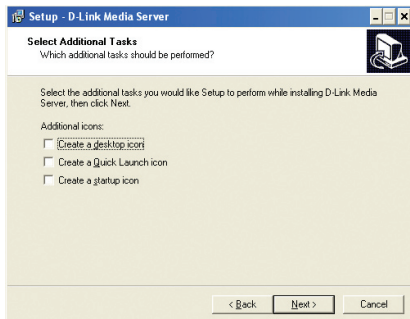 Setup - D-Link Media Server
Select Additional Tasks
Which additional tasks should be performed?
Select the additional tasks you would like Setup to perform while installing D-Link Media
Server, then click Next.
Additional icons:
Create a desktop icon
Create a Quick Launch icon
Create a startup icon
< Back Next > Cancel